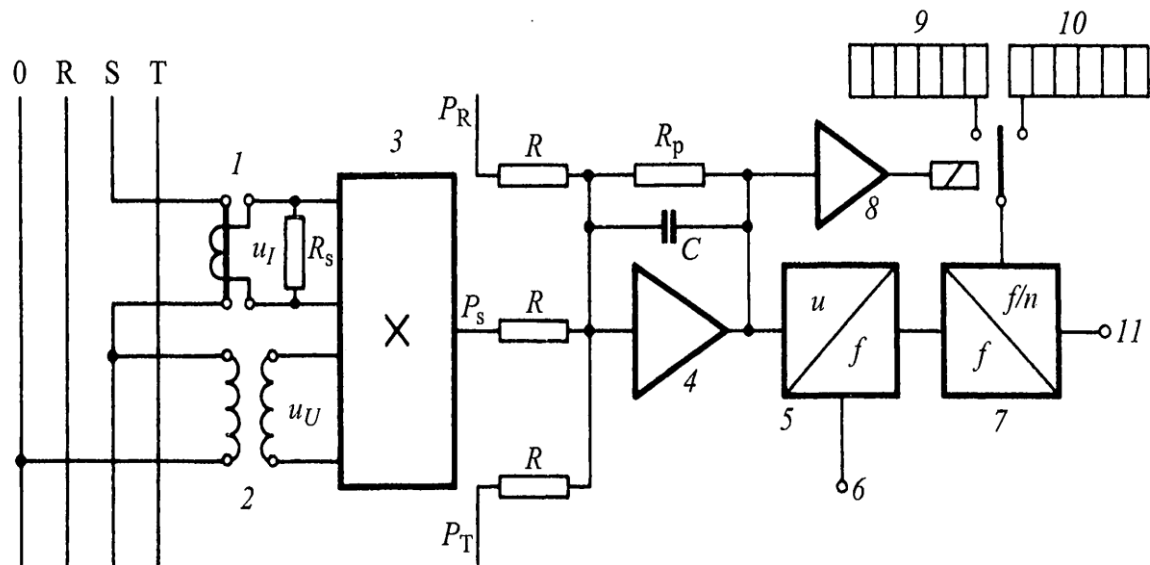 9 10
0 R S T
P_R R R_p
1 3
8
u_I R_s C
P_s R
× 4
u f f/n f 11
5 7
u_U
R
2 6
P_T